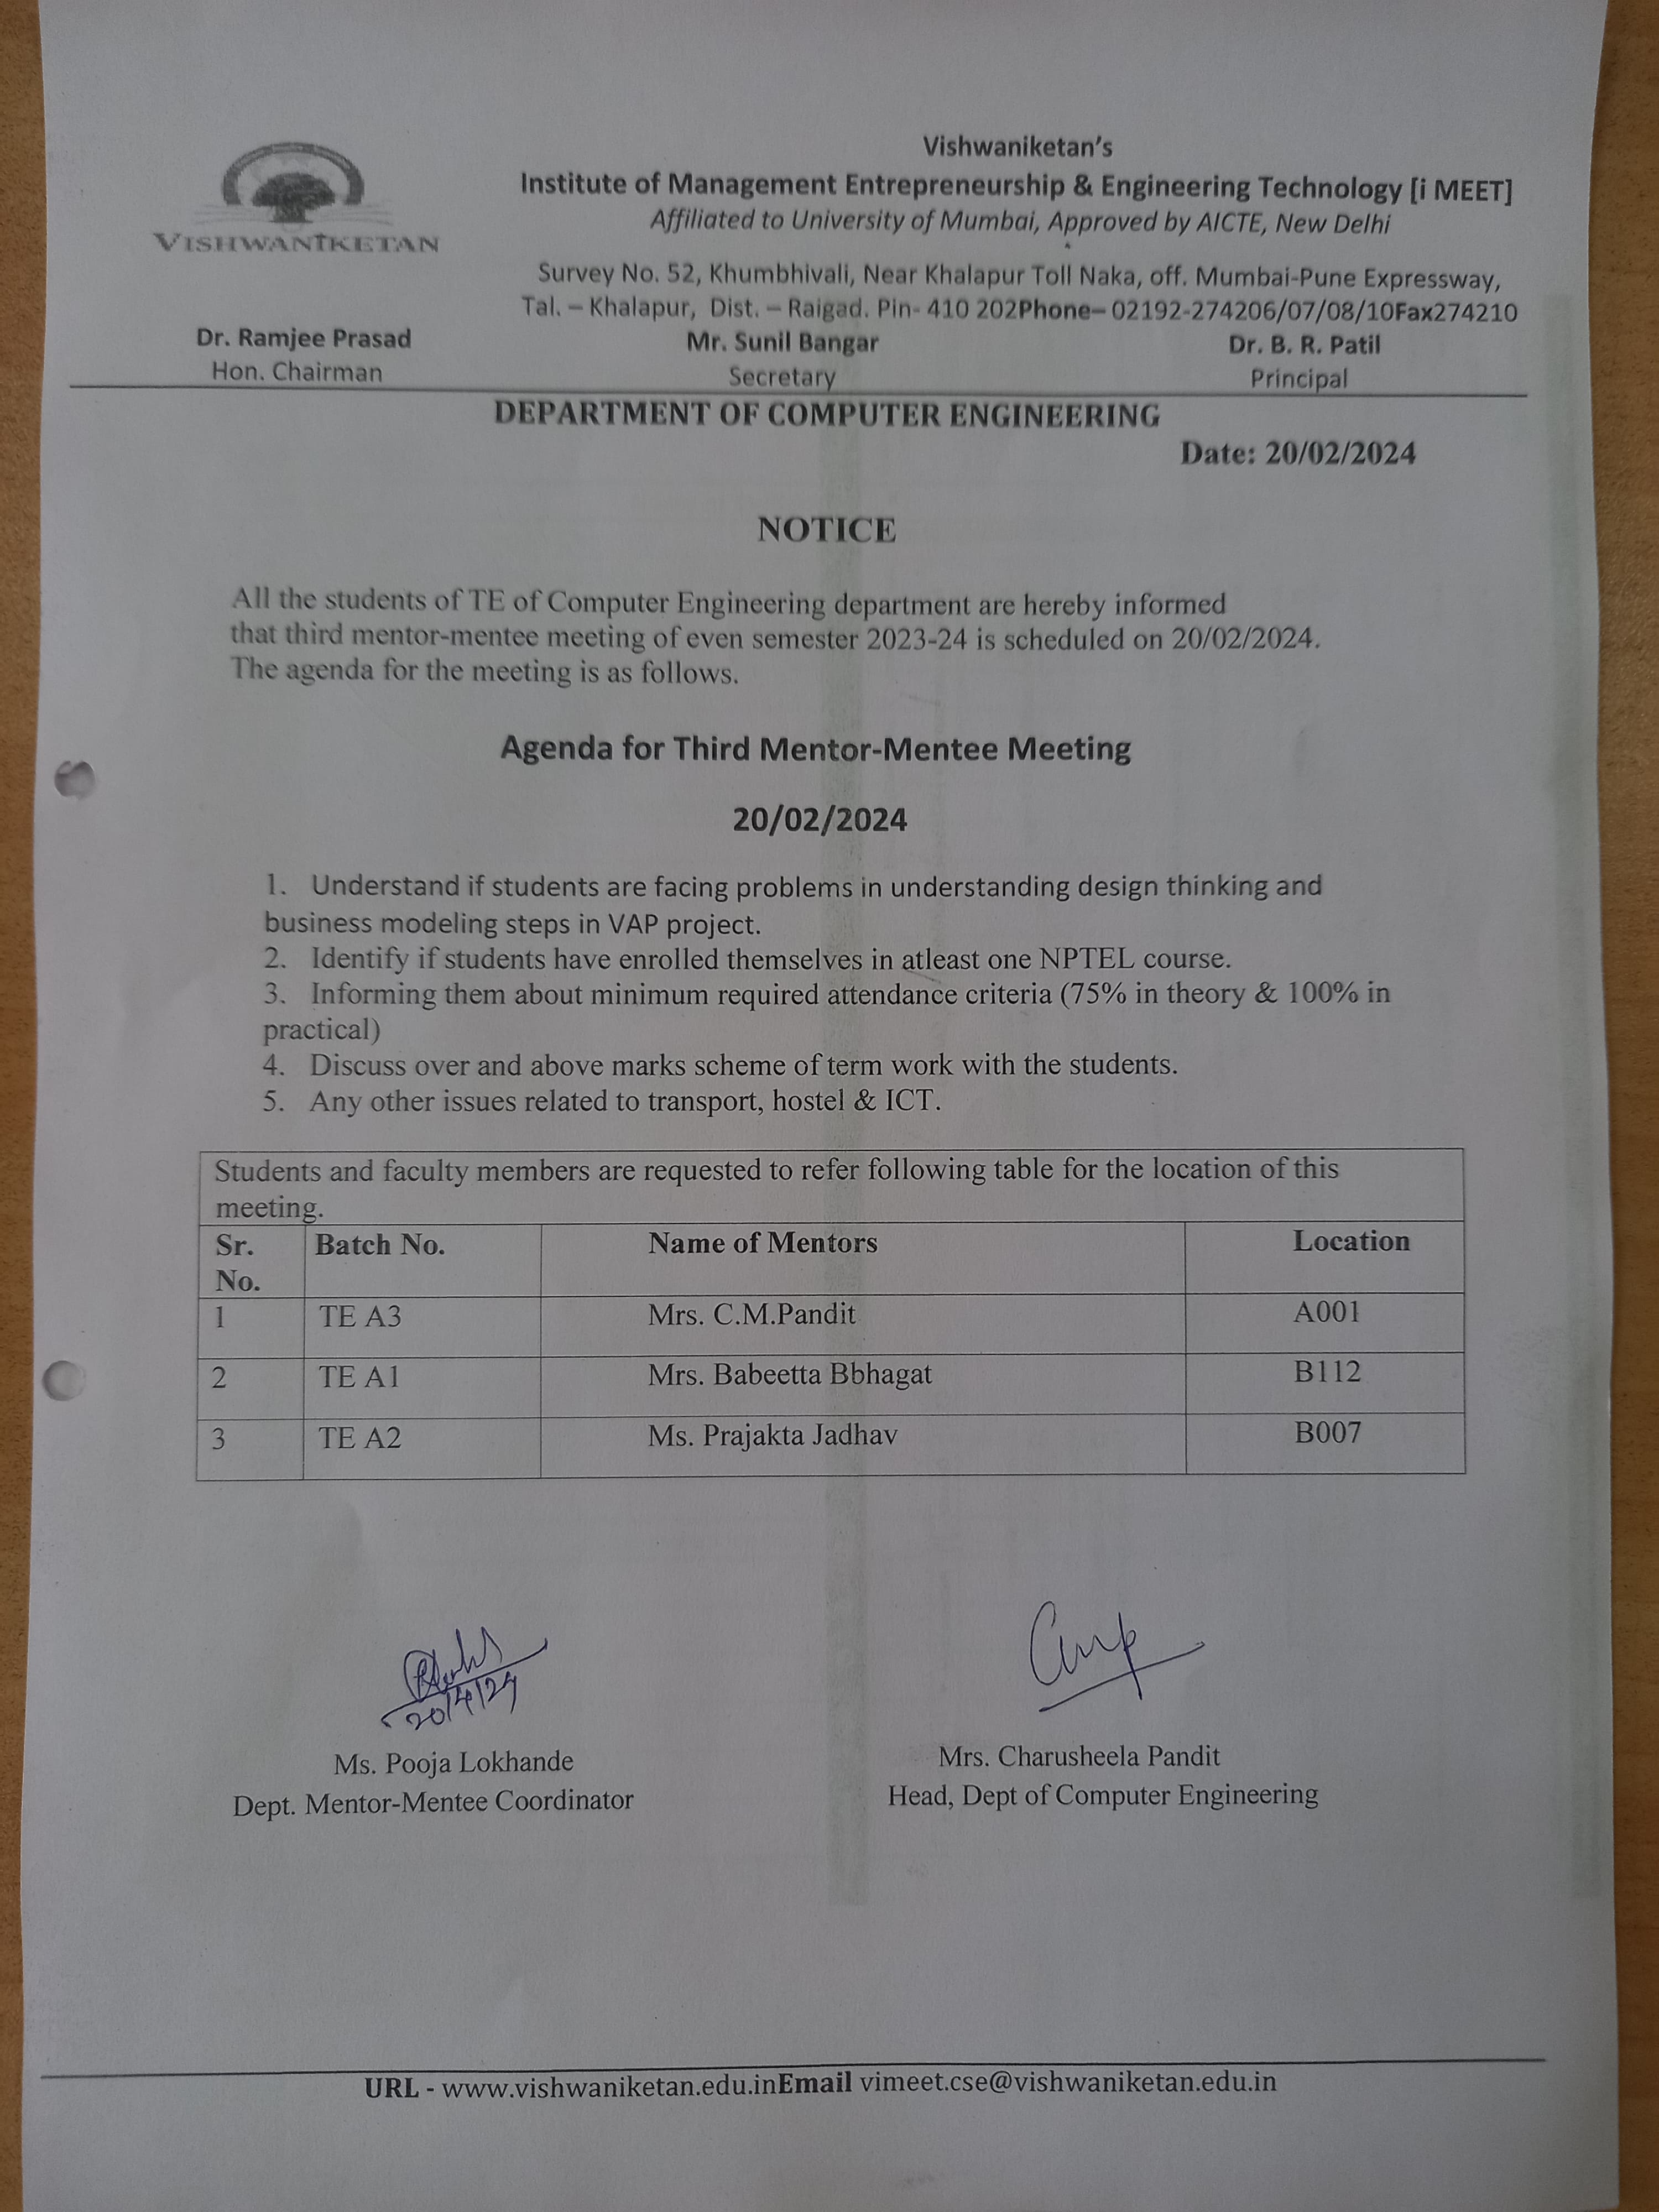 VISHWANIKETAN
Vishwaniketan's
Institute of Management Entrepreneurship & Engineering Technology [i MEET]
Affiliated to University of Mumbai, Approved by AICTE, New Delhi
Survey No. 52, Khumbhivali, Near Khalapur Toll Naka, off. Mumbai-Pune Expressway,
Tal. – Khalapur, Dist. – Raigad. Pin- 410 202Phone– 02192-274206/07/08/10Fax274210
Dr. Ramjee Prasad Mr. Sunil Bangar Dr. B. R. Patil
Hon. Chairman Secretary Principal
DEPARTMENT OF COMPUTER ENGINEERING
Date: 20/02/2024
NOTICE
All the students of TE of Computer Engineering department are hereby informed
that third mentor-mentee meeting of even semester 2023-24 is scheduled on 20/02/2024.
The agenda for the meeting is as follows.
Agenda for Third Mentor-Mentee Meeting
20/02/2024
1. Understand if students are facing problems in understanding design thinking and
business modeling steps in VAP project.
2. Identify if students have enrolled themselves in atleast one NPTEL course.
3. Informing them about minimum required attendance criteria (75% in theory & 100% in
practical)
4. Discuss over and above marks scheme of term work with the students.
5. Any other issues related to transport, hostel & ICT.
Students and faculty members are requested to refer following table for the location of this
meeting.
Sr. No. Batch No. Name of Mentors Location
1 TE A3 Mrs. C.M.Pandit A001
2 TE A1 Mrs. Babeetta Bbhagat B112
3 TE A2 Ms. Prajakta Jadhav B007
20/4/24
Ms. Pooja Lokhande Mrs. Charusheela Pandit
Dept. Mentor-Mentee Coordinator Head, Dept of Computer Engineering
URL - www.vishwaniketan.edu.inEmail vimeet.cse@vishwaniketan.edu.in